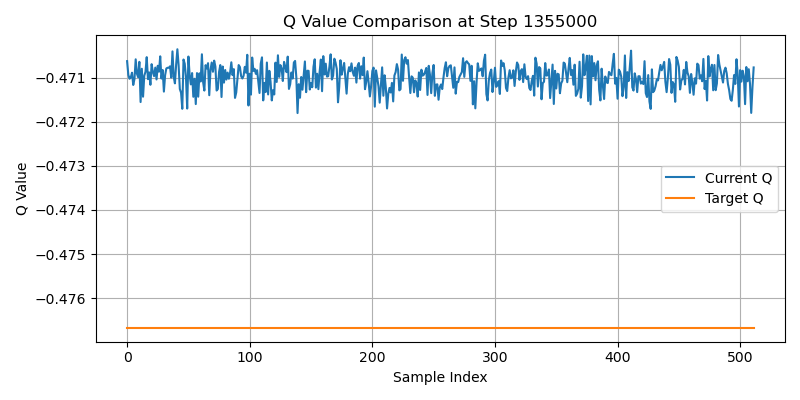 Q Value Comparison at Step 1355000
−0.471
−0.472
−0.473
−0.474
−0.475
−0.476
Q Value
Current Q
Target Q
0 100 200 300 400 500
Sample Index